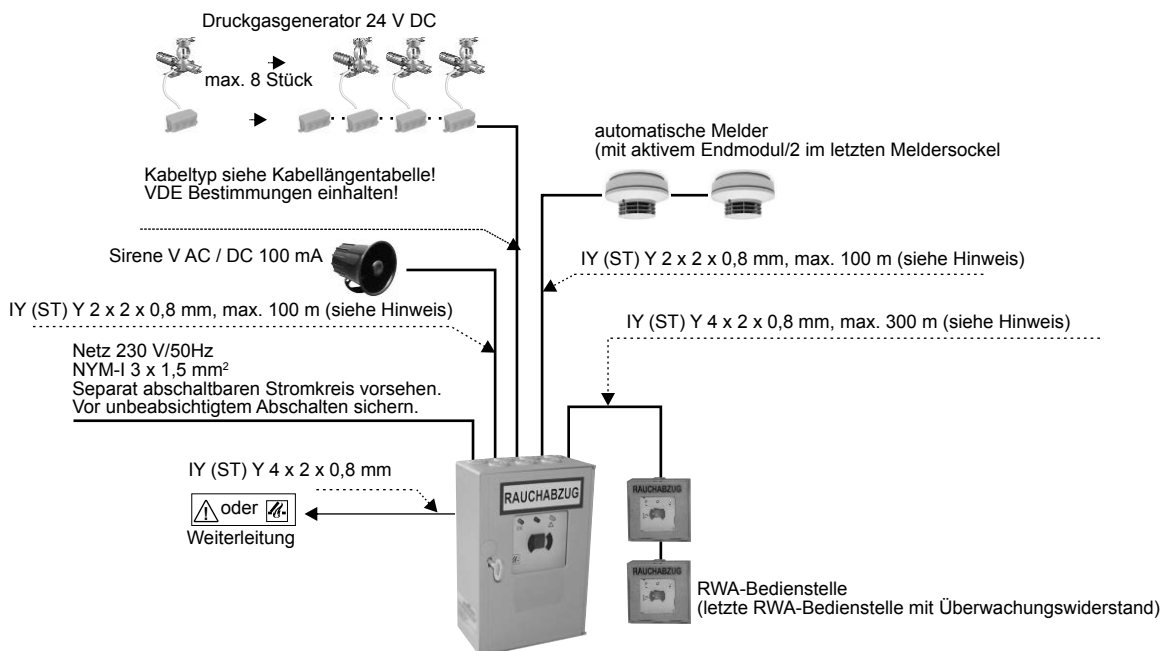 Druckgasgenerator 24 V DC
max. 8 Stück
automatische Melder
(mit aktivem Endmodul/2 im letzten Meldersockel
Kabeltyp siehe Kabellängentabelle!
VDE Bestimmungen einhalten!
Sirene V AC / DC 100 mA
IY (ST) Y 2 x 2 x 0,8 mm, max. 100 m (siehe Hinweis)
IY (ST) Y 2 x 2 x 0,8 mm, max. 100 m (siehe Hinweis)
IY (ST) Y 4 x 2 x 0,8 mm, max. 300 m (siehe Hinweis)
Netz 230 V/50Hz
NYM-I 3 x 1,5 mm²
Separat abschaltbaren Stromkreis vorsehen.
Vor unbeabsichtigtem Abschalten sichern.
IY (ST) Y 4 x 2 x 0,8 mm
oder
Weiterleitung
RAUCHABZUG
RAUCHABZUG
RAUCHABZUG
RWA-Bedienstelle
(letzte RWA-Bedienstelle mit Überwachungswiderstand)